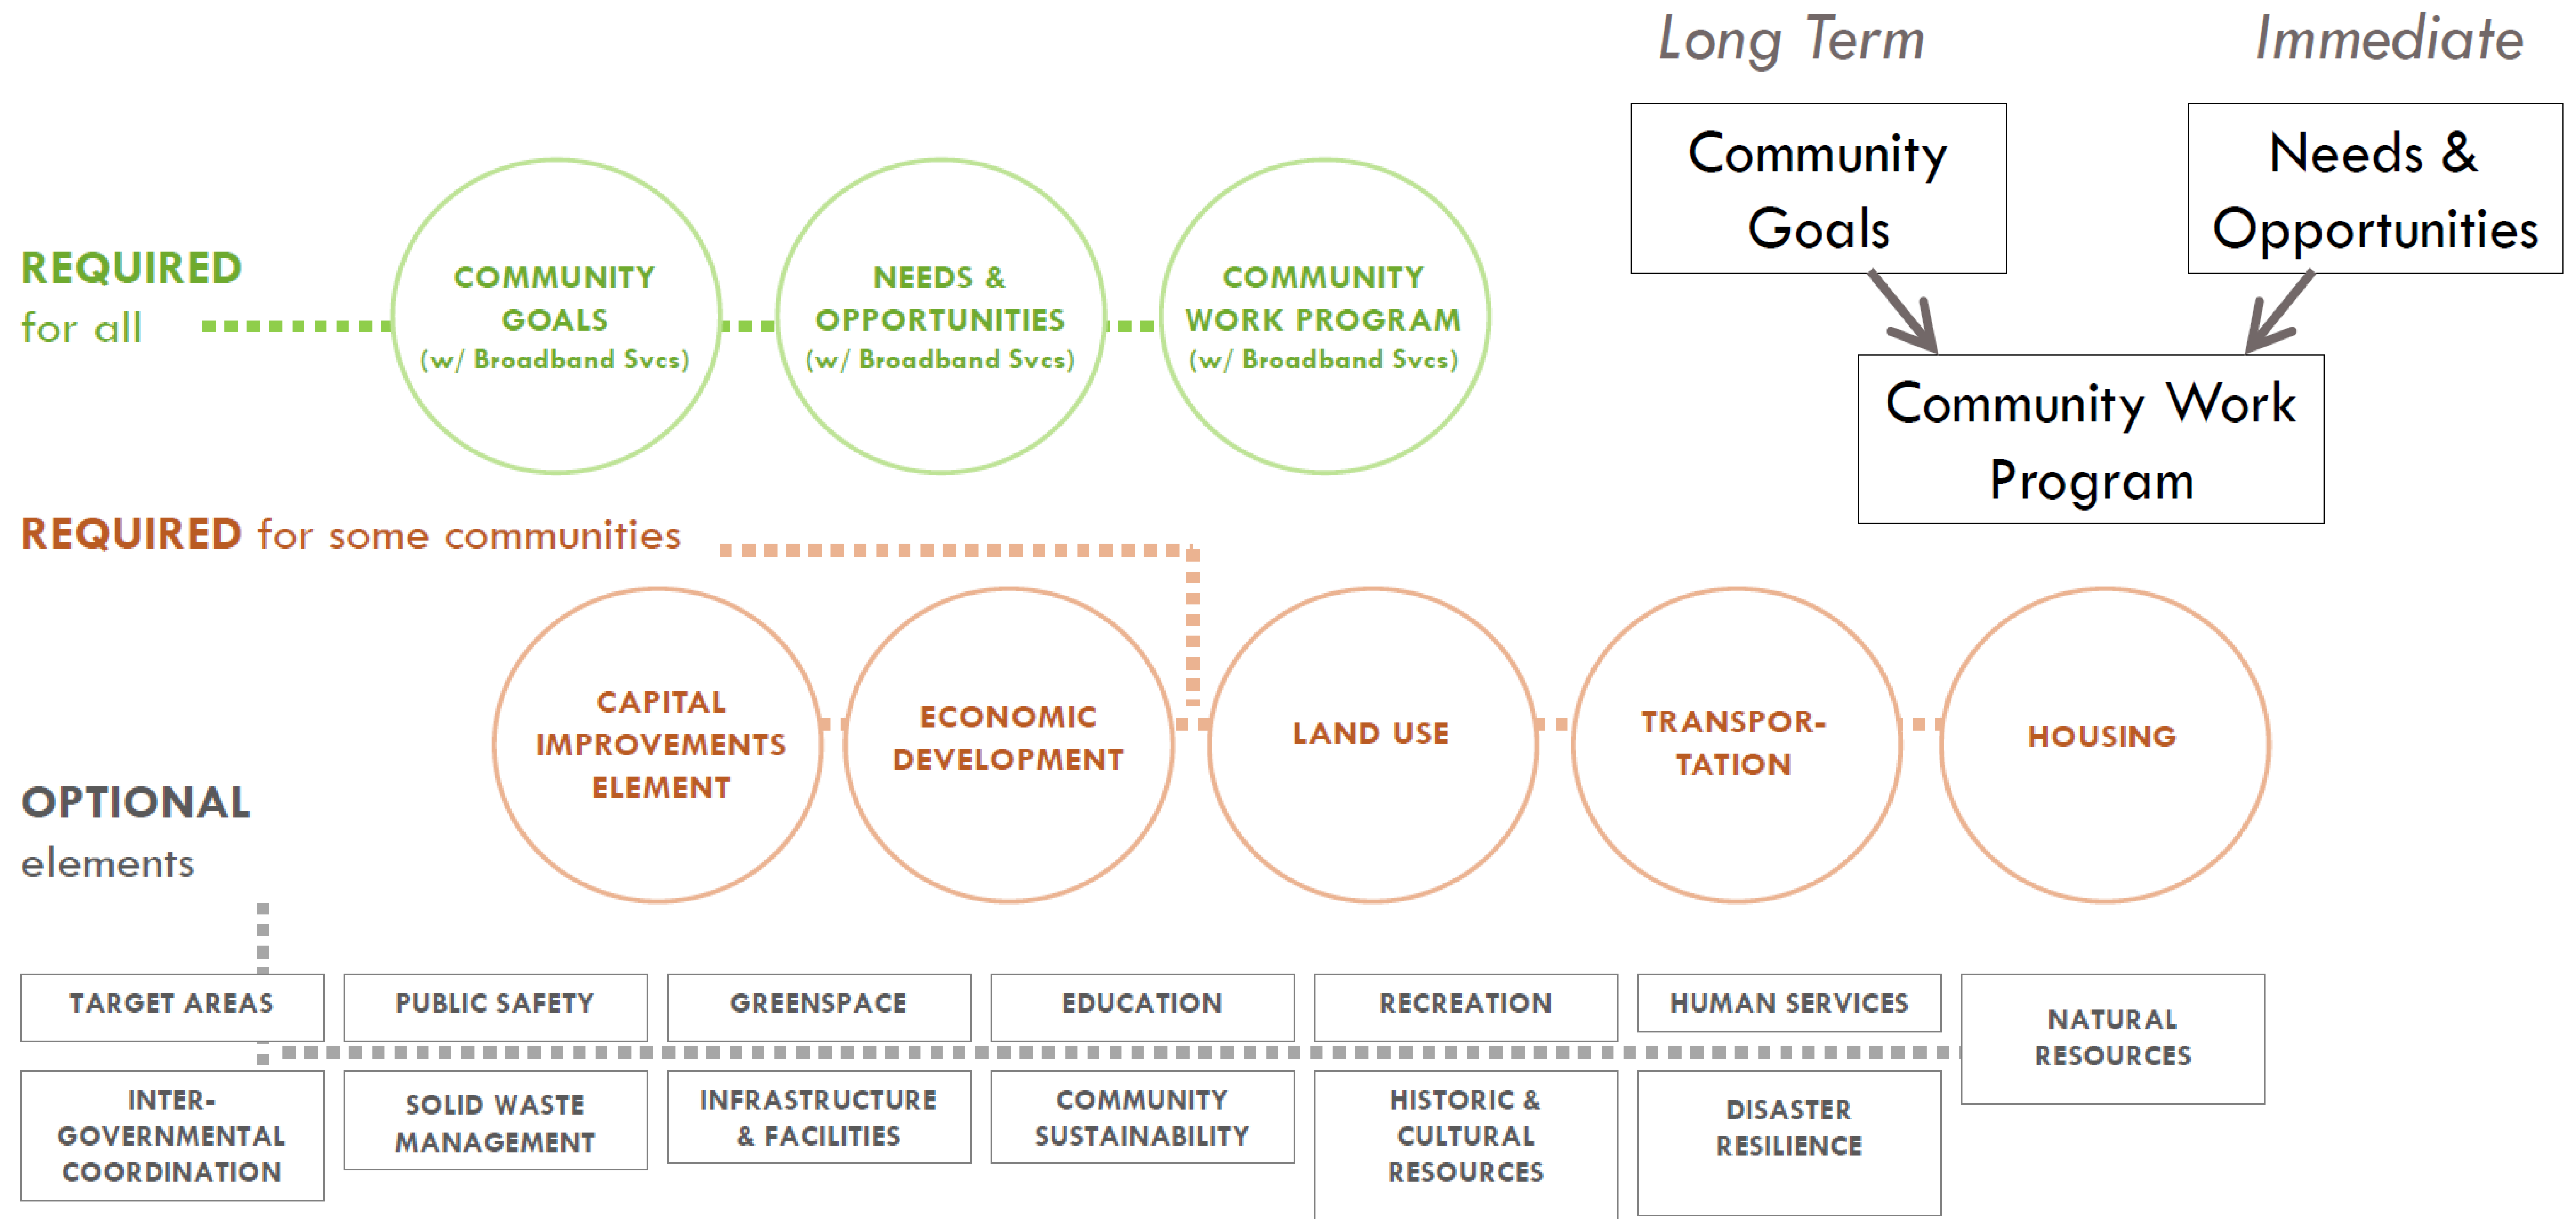 Long Term
Immediate
Community
Goals
Needs &
Opportunities
Community Work
Program
REQUIRED
for all
COMMUNITY
GOALS
(w/ Broadband Svcs)
NEEDS &
OPPORTUNITIES
(w/ Broadband Svcs)
COMMUNITY
WORK PROGRAM
(w/ Broadband Svcs)
REQUIRED for some communities
CAPITAL
IMPROVEMENTS
ELEMENT
ECONOMIC
DEVELOPMENT
LAND USE
TRANSPOR-
TATION
HOUSING
OPTIONAL
elements
TARGET AREAS
PUBLIC SAFETY
GREENSPACE
EDUCATION
RECREATION
HUMAN SERVICES
NATURAL
RESOURCES
INTER-
GOVERNMENTAL
COORDINATION
SOLID WASTE
MANAGEMENT
INFRASTRUCTURE
& FACILITIES
COMMUNITY
SUSTAINABILITY
HISTORIC &
CULTURAL
RESOURCES
DISASTER
RESILIENCE